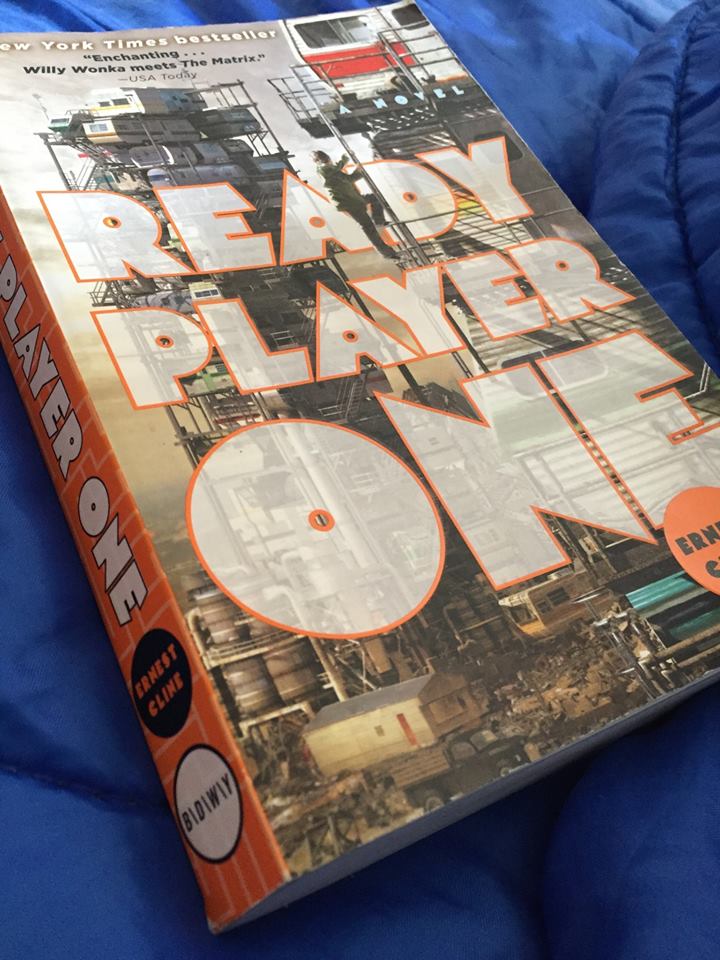 New York Times bestseller
"Enchanting . . .
Willy Wonka meets The Matrix."
—USA Today
A NOVEL
READY
PLAYER
ONE
ERNE
PLAYER ONE
ERNEST
CLINE
B\D\W\Y